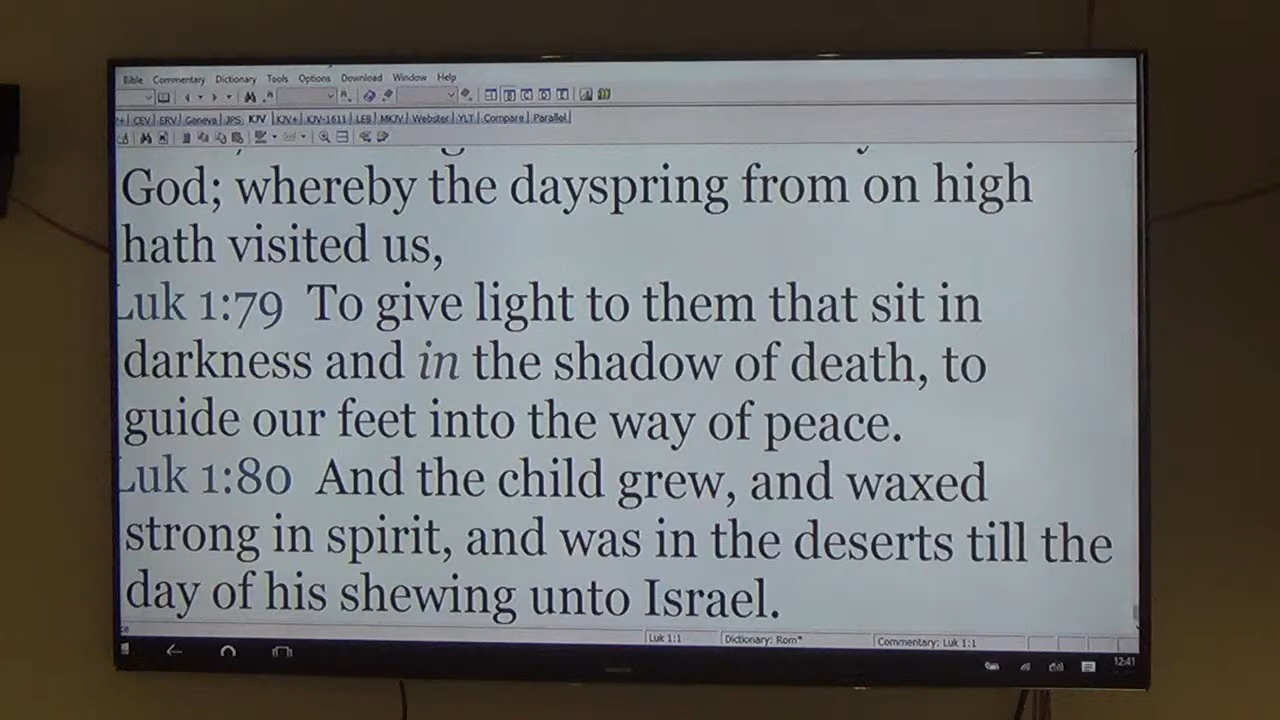 Bible Commentary Dictionary Tools Options Download Window Help
CEV ERV Geneva JPS KJV KJV+ KJV-1611 LEB MKJV Webster YLT Compare Parallel
God; whereby the dayspring from on high
hath visited us,
Luk 1:79 To give light to them that sit in
darkness and in the shadow of death, to
guide our feet into the way of peace.
Luk 1:80 And the child grew, and waxed
strong in spirit, and was in the deserts till the
day of his shewing unto Israel.
Luk 1:1 Dictionary: Rom* Commentary: Luk 1:1
12:41